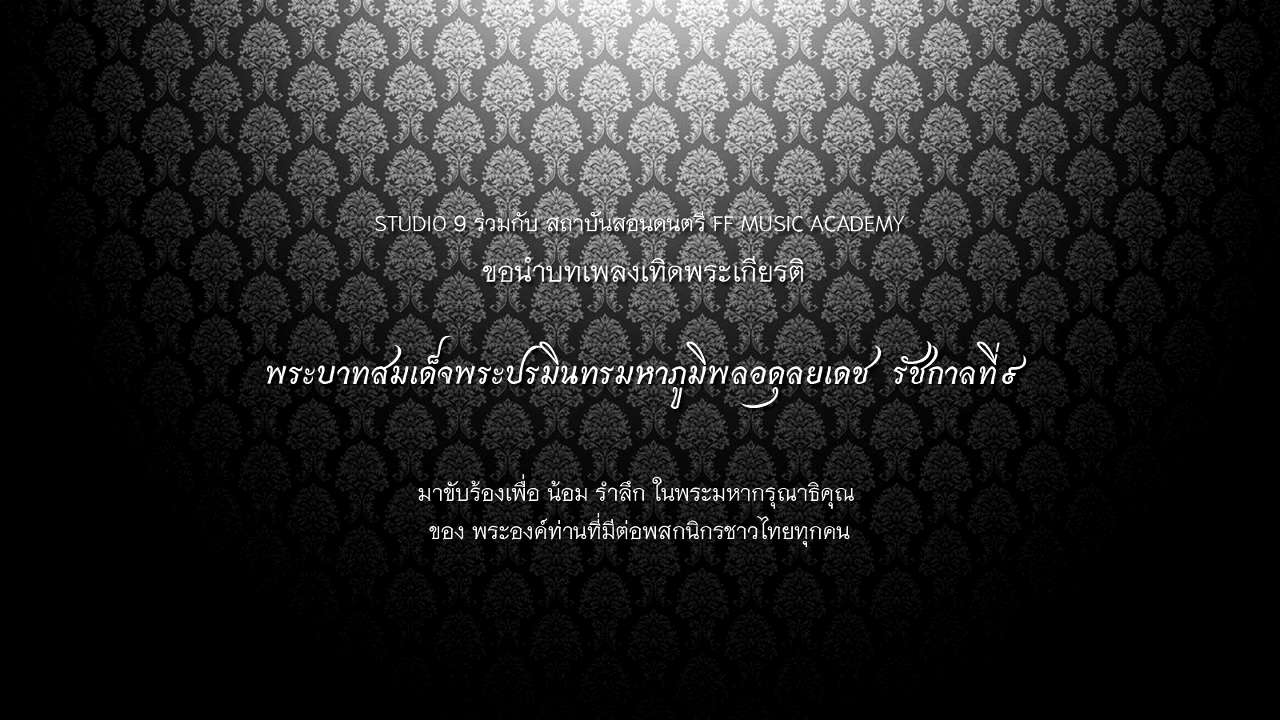 STUDIO 9 ร่วมกับ สถาบันสอนดนตรี FF MUSIC ACADEMY
ขอนำบทเพลงเทิดพระเกียรติ
พระบาทสมเด็จพระปรมินทรมหาภูมิพลอดุลยเดช รัชกาลที่ ๙
มาขับร้องเพื่อ น้อม รำลึก ในพระมหากรุณาธิคุณ
ของ พระองค์ท่านที่มีต่อพสกนิกรชาวไทยทุกคน